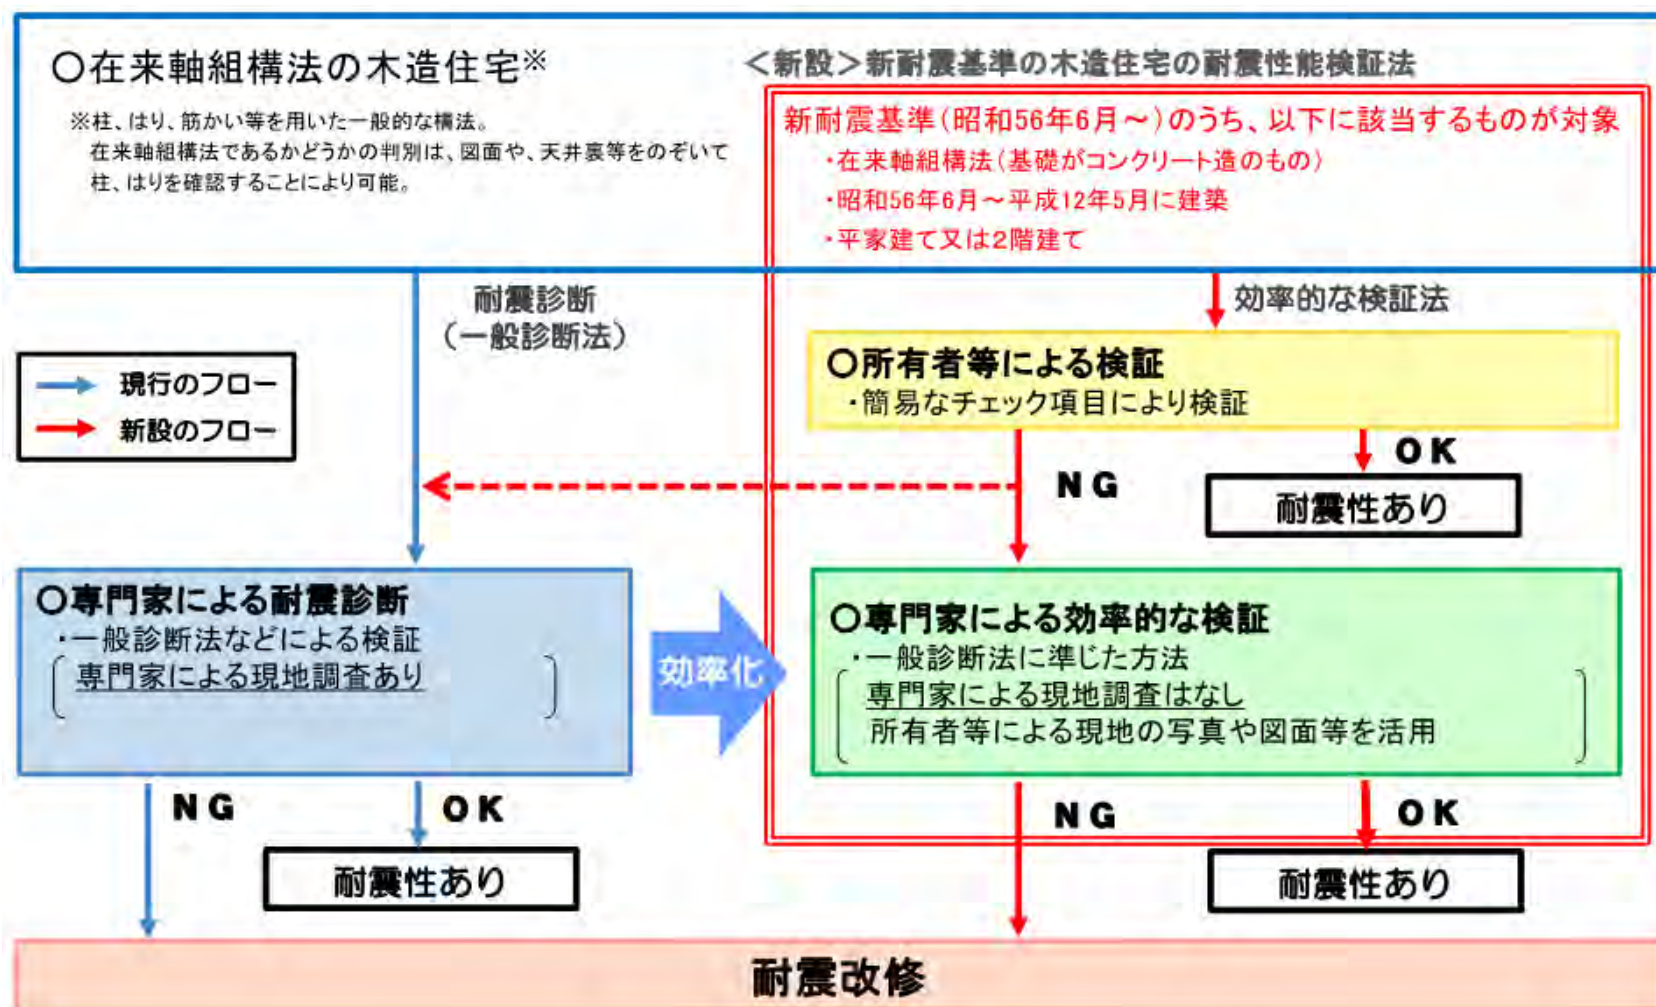 〇在来軸組構法の木造住宅※
※柱、はり、筋かい等を用いた一般的な構法。
在来軸組構法であるかどうかの判別は、図面や、天井裏等をのぞいて
柱、はりを確認することにより可能。
＜新設＞新耐震基準の木造住宅の耐震性能検証法
新耐震基準（昭和56年6月～）のうち、以下に該当するものが対象
・在来軸組構法（基礎がコンクリート造のもの）
・昭和56年6月～平成12年5月に建築
・平家建て又は２階建て
耐震診断
（一般診断法）
効率的な検証法
現行のフロー
新設のフロー
〇所有者等による検証
・簡易なチェック項目により検証
NG
OK
耐震性あり
〇専門家による耐震診断
・一般診断法などによる検証
専門家による現地調査あり
効率化
〇専門家による効率的な検証
・一般診断法に準じた方法
専門家による現地調査はなし
所有者等による現地の写真や図面等を活用
NG
OK
耐震性あり
NG
OK
耐震性あり
耐震改修